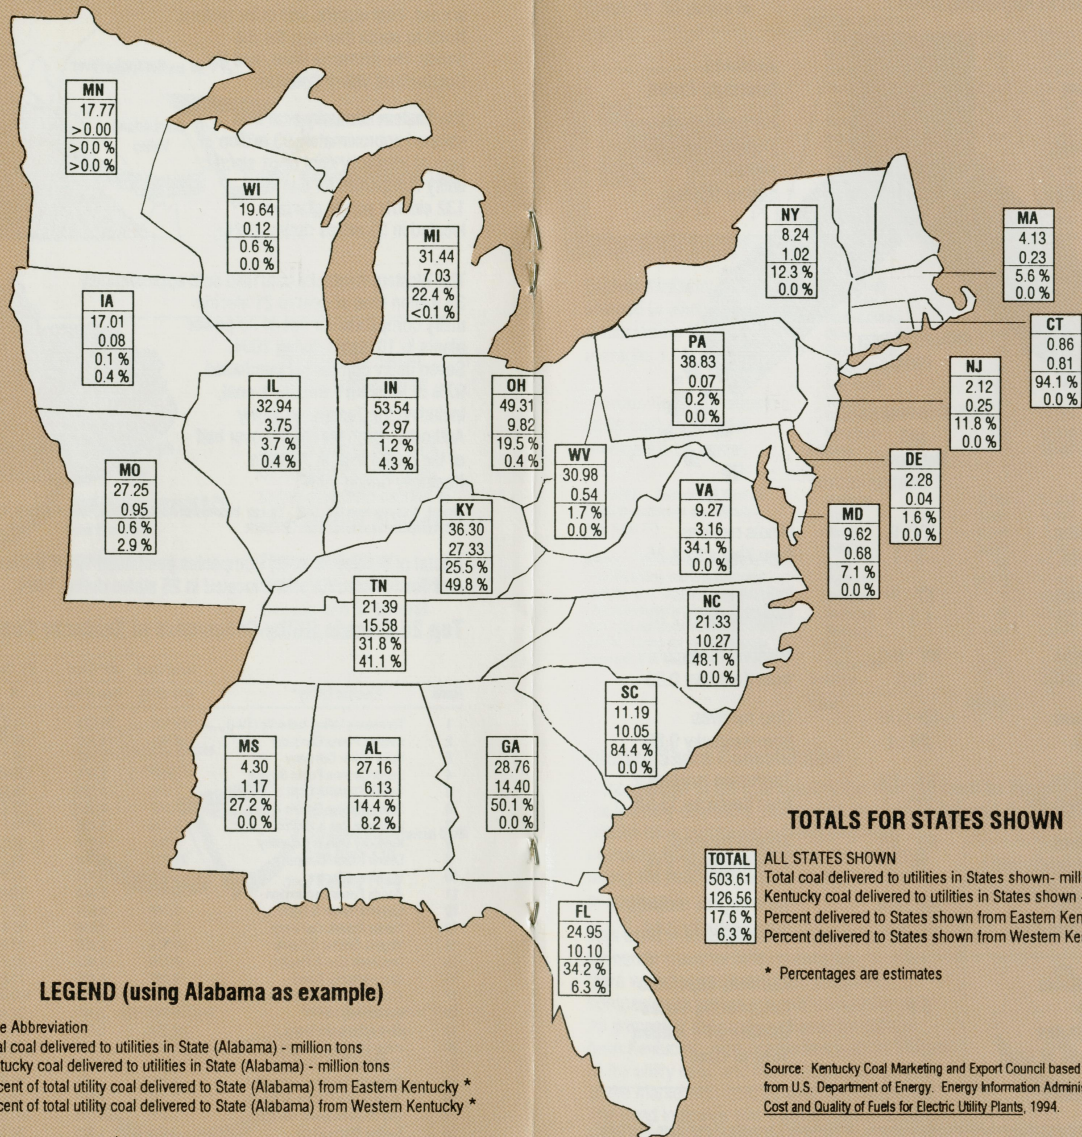 MN
17.77
>0.00
>0.0 %
>0.0 %
WI
19.64
0.12
0.6 %
0.0 %
MI
31.44
7.03
22.4 %
<0.1 %
NY
8.24
1.02
12.3 %
0.0 %
MA
4.13
0.23
5.6 %
0.0 %
IA
17.01
0.08
0.1 %
0.4 %
CT
0.86
0.81
94.1 %
0.0 %
PA
38.83
0.07
0.2 %
0.0 %
NJ
2.12
0.25
11.8 %
0.0 %
IL
32.94
3.75
3.7 %
0.4 %
IN
53.54
2.97
1.2 %
4.3 %
OH
49.31
9.82
19.5 %
0.4 %
WV
30.98
0.54
1.7 %
0.0 %
DE
2.28
0.04
1.6 %
0.0 %
MO
27.25
0.95
0.6 %
2.9 %
VA
9.27
3.16
34.1 %
0.0 %
KY
36.30
27.33
25.5 %
49.8 %
MD
9.62
0.68
7.1 %
0.0 %
TN
21.39
15.58
31.8 %
41.1 %
NC
21.33
10.27
48.1 %
0.0 %
SC
11.19
10.05
84.4 %
0.0 %
MS
4.30
1.17
27.2 %
0.0 %
AL
27.16
6.13
14.4 %
8.2 %
GA
28.76
14.40
50.1 %
0.0 %
FL
24.95
10.10
34.2 %
6.3 %
TOTALS FOR STATES SHOWN
TOTAL ALL STATES SHOWN
503.61 Total coal delivered to utilities in States shown- mill
126.56 Kentucky coal delivered to utilities in States shown -
17.6 % Percent delivered to States shown from Eastern Ken
6.3 % Percent delivered to States shown from Western Ke
* Percentages are estimates
LEGEND (using Alabama as example)
e Abbreviation
al coal delivered to utilities in State (Alabama) - million tons
tucky coal delivered to utilities in State (Alabama) - million tons
cent of total utility coal delivered to State (Alabama) from Eastern Kentucky *
cent of total utility coal delivered to State (Alabama) from Western Kentucky *
Source: Kentucky Coal Marketing and Export Council based
from U.S. Department of Energy. Energy Information Adminis
Cost and Quality of Fuels for Electric Utility Plants, 1994.